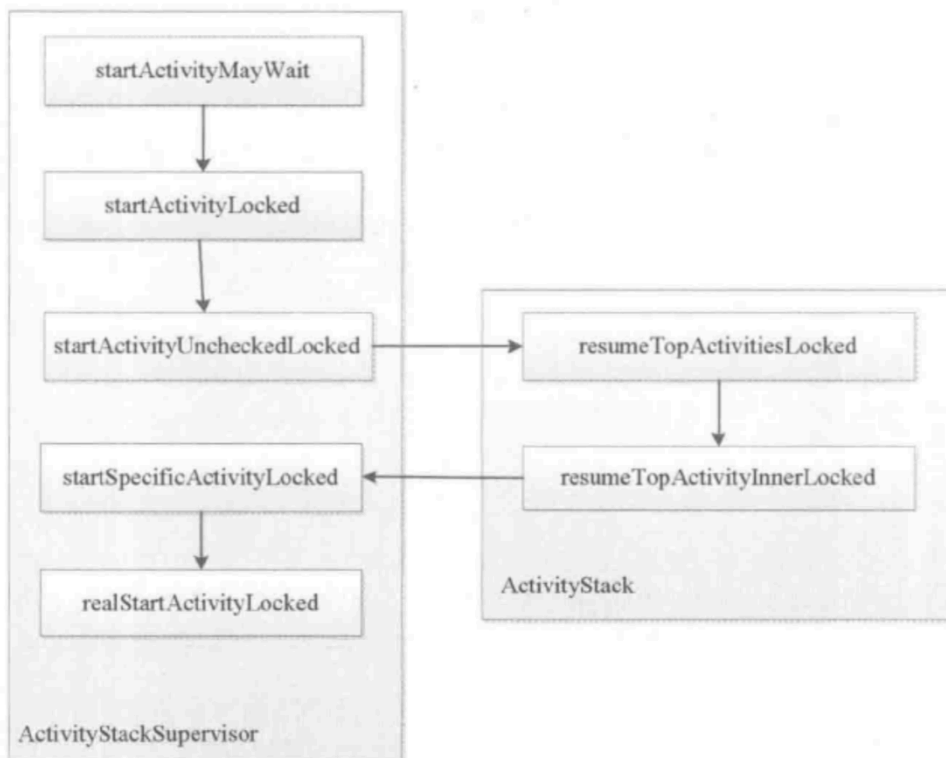 startActivityMayWait
startActivityLocked
startActivityUncheckedLocked
resumeTopActivitiesLocked
startSpecificActivityLocked
resumeTopActivityInnerLocked
realStartActivityLocked
ActivityStack
ActivityStackSupervisor